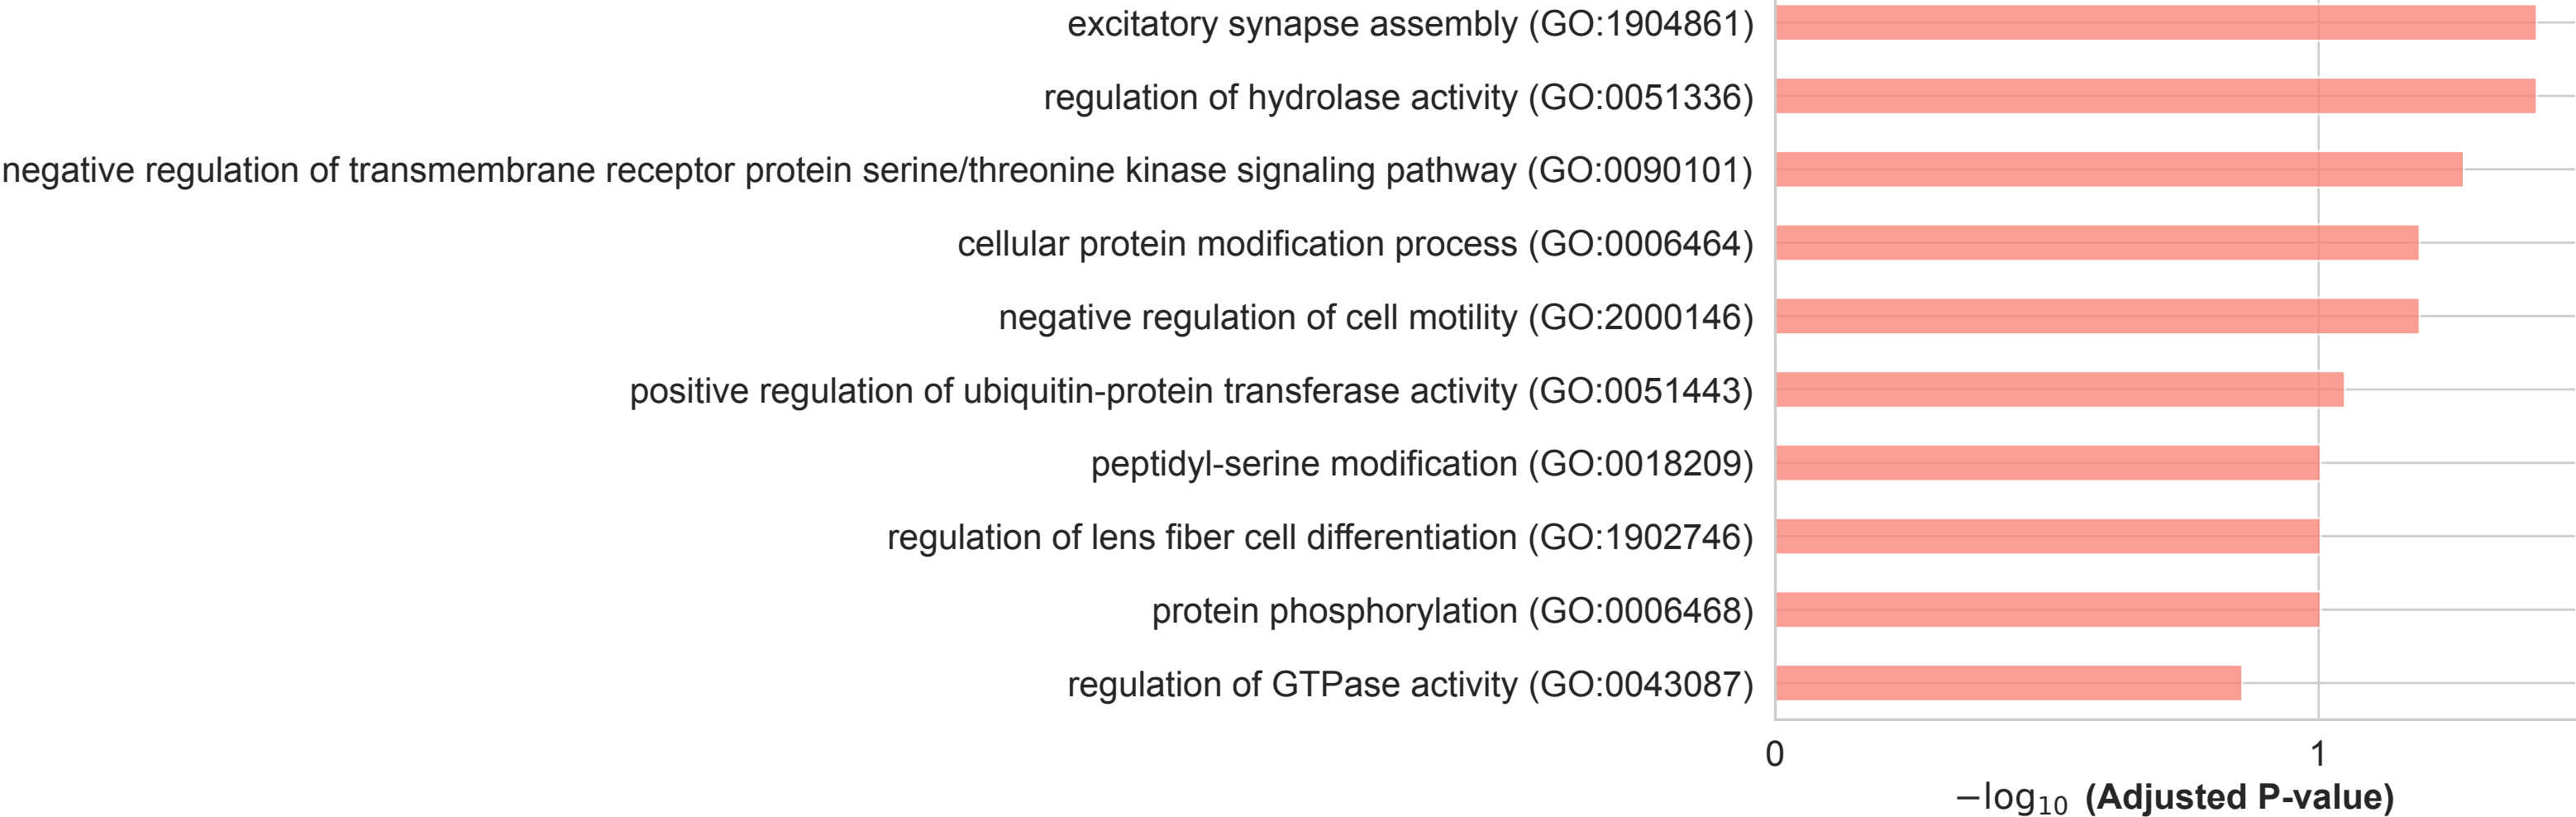 excitatory synapse assembly (GO:1904861)
regulation of hydrolase activity (GO:0051336)
negative regulation of transmembrane receptor protein serine/threonine kinase signaling pathway (GO:0090101)
cellular protein modification process (GO:0006464)
negative regulation of cell motility (GO:2000146)
positive regulation of ubiquitin-protein transferase activity (GO:0051443)
peptidyl-serine modification (GO:0018209)
regulation of lens fiber cell differentiation (GO:1902746)
protein phosphorylation (GO:0006468)
regulation of GTPase activity (GO:0043087)
0 1
−log₁₀ (Adjusted P-value)